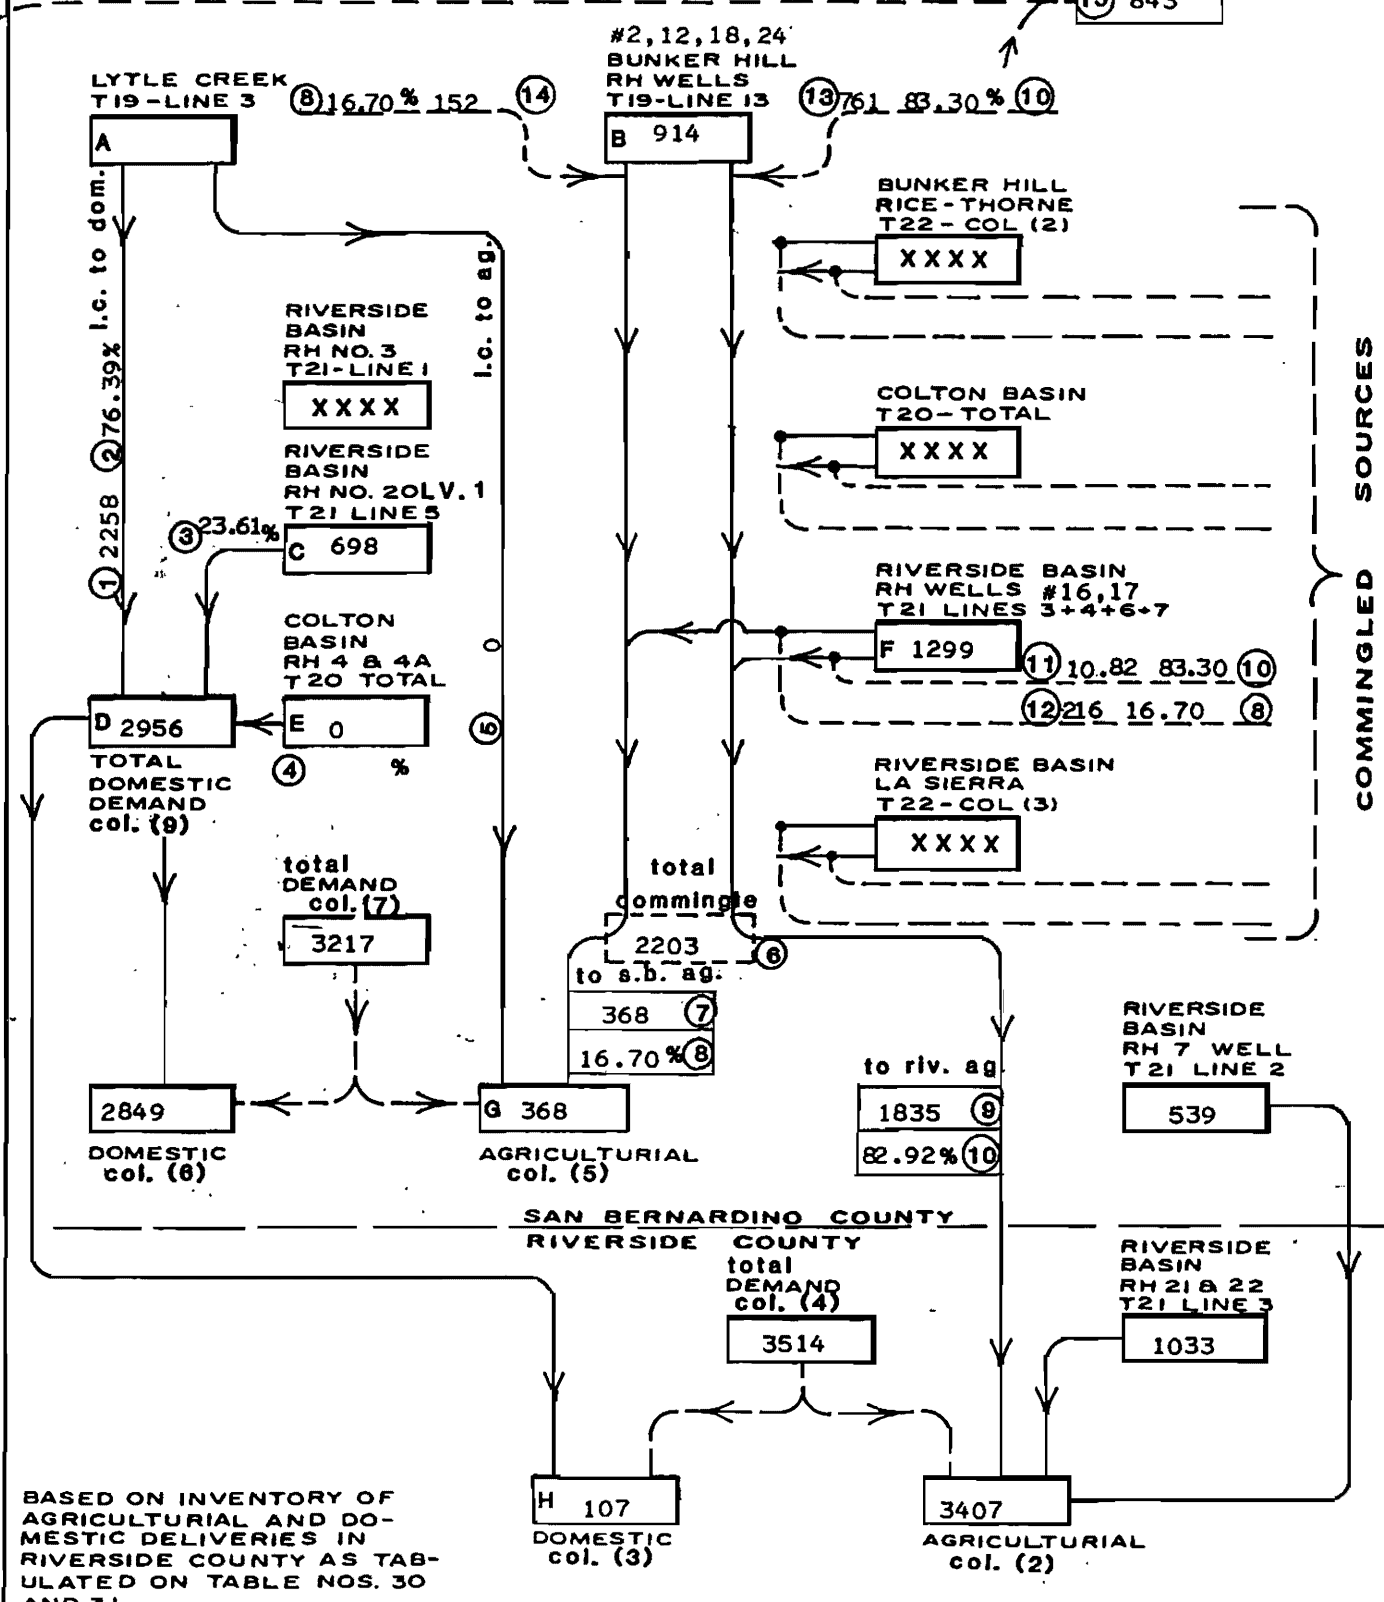 15 843
#2,12,18,24
BUNKER HILL
RH WELLS
T19-LINE 13
B 914
LYTLE CREEK
T19-LINE 3
A
8 16.70 % 152 14
13 761 83.30 % 10
l.c. to dom.
2 76.39%
1 2258
l.c. to ag.
0
5
BUNKER HILL
RICE-THORNE
T22-COL (2)
XXXX
RIVERSIDE
BASIN
RH NO. 3
T21-LINE 1
XXXX
COLTON BASIN
T20-TOTAL
XXXX
RIVERSIDE
BASIN
RH NO. 20LV. 1
T21 LINE 5
3 23.61%
C 698
RIVERSIDE BASIN
RH WELLS #16,17
T21 LINES 3+4+6+7
F 1299
11 10.82 83.30 10
12 216 16.70 8
COLTON
BASIN
RH 4 & 4A
T20 TOTAL
E 0
4 %
D 2956
TOTAL
DOMESTIC
DEMAND
col. (9)
RIVERSIDE BASIN
LA SIERRA
T22-COL (3)
XXXX
COMMINGLED SOURCES
total
DEMAND
col. (7)
3217
total
commingle
2203 6
to s.b. ag.
368 7
16.70 % 8
2849
DOMESTIC
col. (6)
G 368
AGRICULTURIAL
col. (5)
to riv. ag
1835 9
82.92% 10
RIVERSIDE
BASIN
RH 7 WELL
T21 LINE 2
539
SAN BERNARDINO COUNTY
RIVERSIDE COUNTY
total
DEMAND
col. (4)
3514
RIVERSIDE
BASIN
RH 21 & 22
T21 LINE 3
1033
H 107
DOMESTIC
col. (3)
3407
AGRICULTURIAL
col. (2)
BASED ON INVENTORY OF
AGRICULTURIAL AND DO-
MESTIC DELIVERIES IN
RIVERSIDE COUNTY AS TAB-
ULATED ON TABLE NOS. 30
AND 31